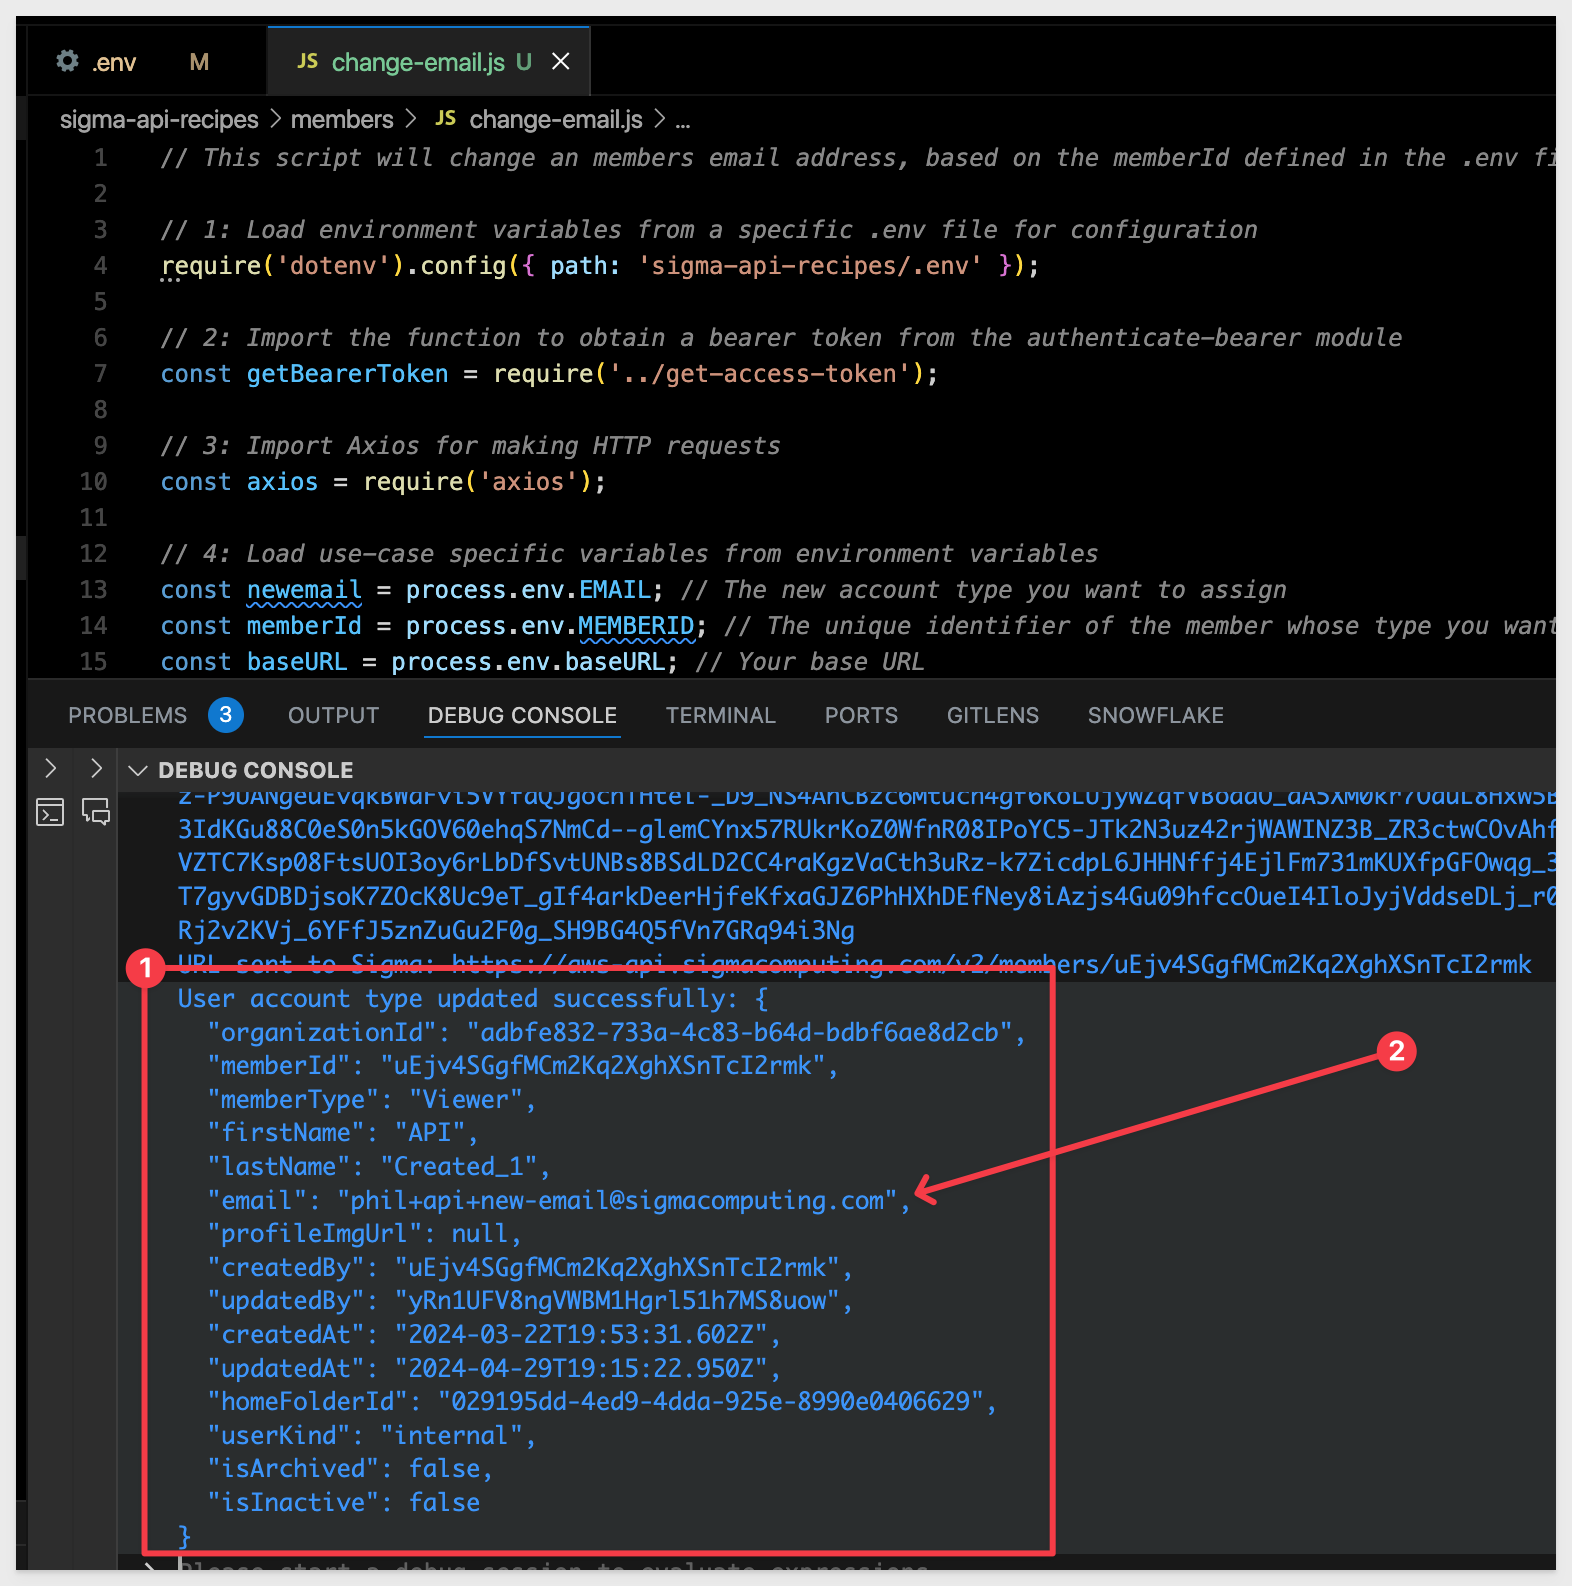 .env M JS change-email.js U
sigma-api-recipes > members > JS change-email.js > ...
1 // This script will change an members email address, based on the memberId defined in the .env
2
3 // 1: Load environment variables from a specific .env file for configuration
4 require('dotenv').config({ path: 'sigma-api-recipes/.env' });
5
6 // 2: Import the function to obtain a bearer token from the authenticate-bearer module
7 const getBearerToken = require('../get-access-token');
8
9 // 3: Import Axios for making HTTP requests
10 const axios = require('axios');
11
12 // 4: Load use-case specific variables from environment variables
13 const newemail = process.env.EMAIL; // The new account type you want to assign
14 const memberId = process.env.MEMBERID; // The unique identifier of the member whose type you want
15 const baseURL = process.env.baseURL; // Your base URL
PROBLEMS 3 OUTPUT DEBUG CONSOLE TERMINAL PORTS GITLENS SNOWFLAKE
DEBUG CONSOLE
3IdKGu88C0eS0n5kGOV60ehqS7NmCd--glemCYnx57RUkrKoZ0WfnR08IPoYC5-JTk2N3uz42rjWAWINZ3B_ZR3ctwCOvAhf
VZTC7Ksp08FtsUOI3oy6rLbDfSvtUNBs8BSdLD2CC4raKgzVaCth3uRz-k7ZicdpL6JHHNffj4EjlFm731mKUXfpGFOwqg_3
T7gyvGDBDjsoK7ZOcK8Uc9eT_gIf4arkDeerHjfeKfxaGJZ6PhHXhDEfNey8iAzjs4Gu09hfccOueI4IloJyjVddseDLj_r0
Rj2v2KVj_6YFfJ5znZuGu2F0g_SH9BG4Q5fVn7GRq94i3Ng
1 URL sent to Sigma: https://aws-api.sigmacomputing.com/v2/members/uEjv4SGgfMCm2Kq2XghXSnTcI2rmk
User account type updated successfully: {
"organizationId": "adbfe832-733a-4c83-b64d-bdbf6ae8d2cb",
2
"memberId": "uEjv4SGgfMCm2Kq2XghXSnTcI2rmk",
"memberType": "Viewer",
"firstName": "API",
"lastName": "Created_1",
"email": "phil+api+new-email@sigmacomputing.com",
"profileImgUrl": null,
"createdBy": "uEjv4SGgfMCm2Kq2XghXSnTcI2rmk",
"updatedBy": "yRn1UFV8ngVWBM1Hgrl51h7MS8uow",
"createdAt": "2024-03-22T19:53:31.602Z",
"updatedAt": "2024-04-29T19:15:22.950Z",
"homeFolderId": "029195dd-4ed9-4dda-925e-8990e0406629",
"userKind": "internal",
"isArchived": false,
"isInactive": false
}
Please start a debug session to evaluate expressions